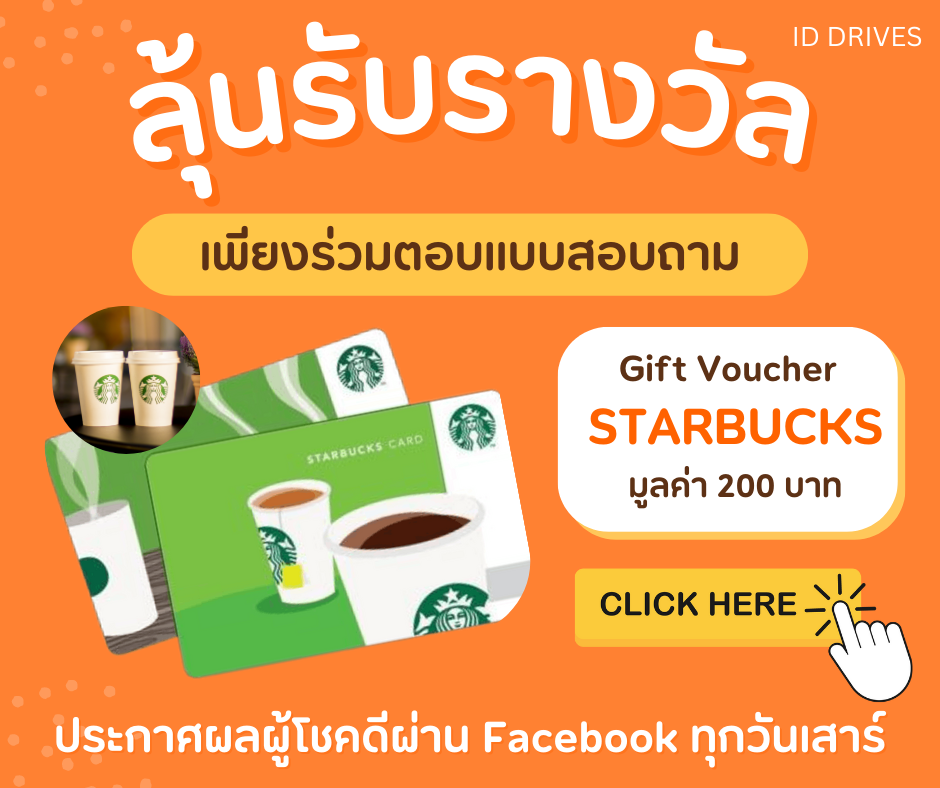 ID DRIVES
ลุ้นรับรางวัล
เพียงร่วมตอบแบบสอบถาม
STARBUCKS CARD
Gift Voucher
STARBUCKS
มูลค่า 200 บาท
CLICK HERE
ประกาศผลผู้โชคดีผ่าน Facebook ทุกวันเสาร์